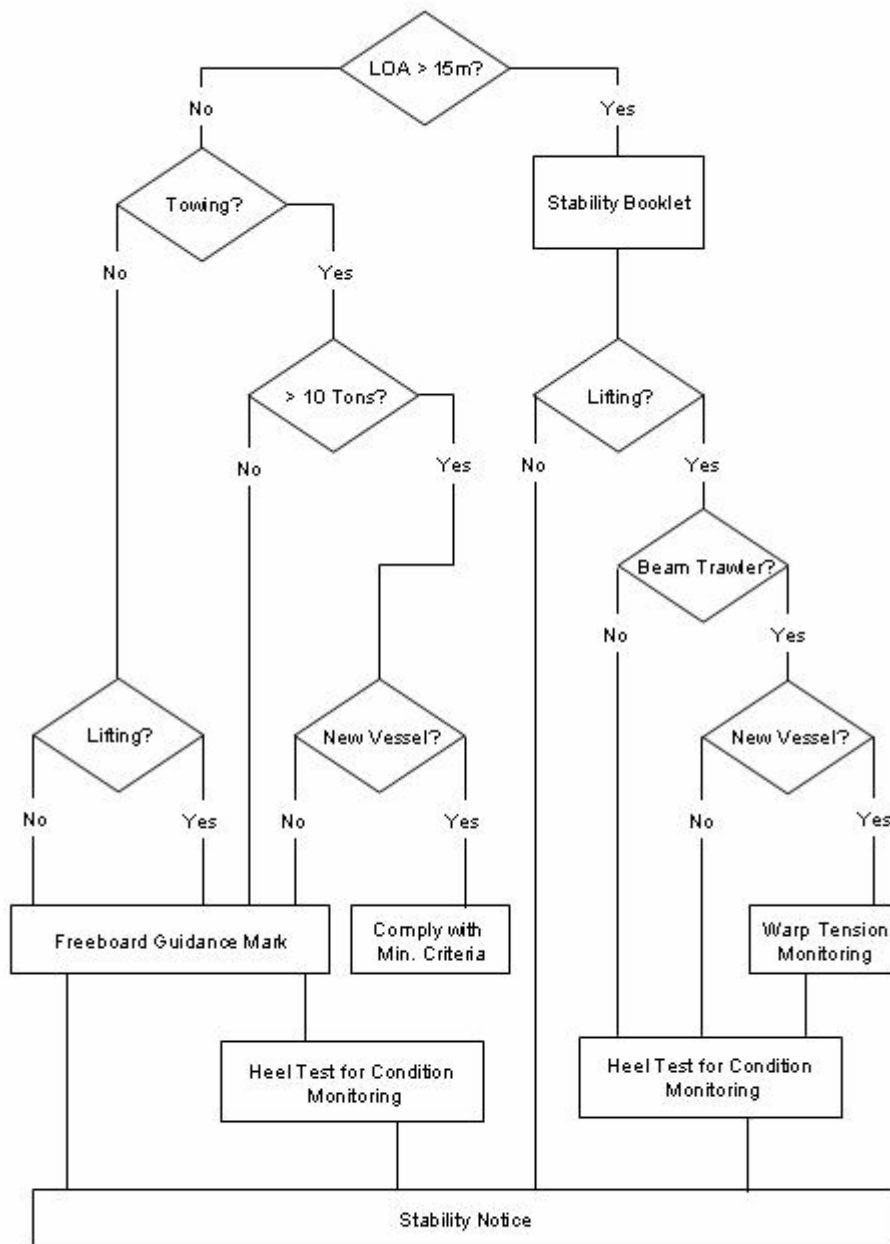 LOA > 15m?
No
Yes
Towing?
Stability Booklet
No
Yes
> 10 Tons?
Lifting?
No
Yes
No
Yes
Beam Trawler?
No
Yes
Lifting?
New Vessel?
New Vessel?
No
Yes
No
Yes
No
Yes
Freeboard Guidance Mark
Comply with
Min. Criteria
Warp Tension
Monitoring
Heel Test for Condition
Monitoring
Heel Test for Condition
Monitoring
Stability Notice